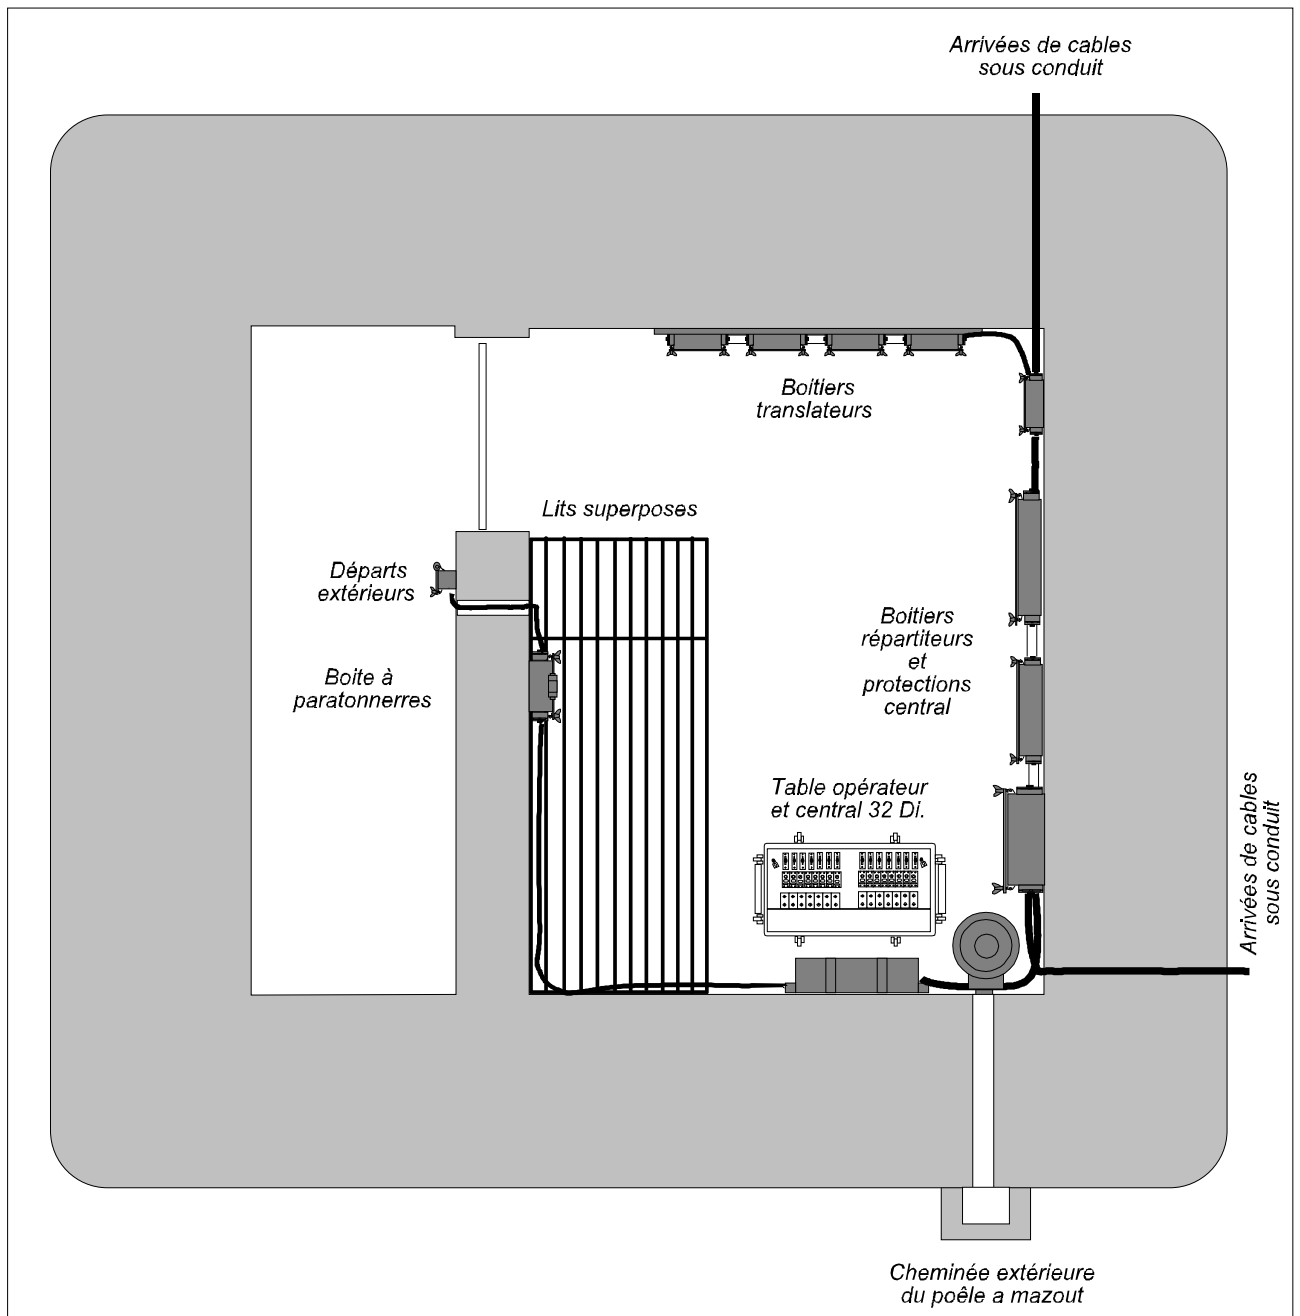 Arrivées de cables
sous conduit
Boitiers
translateurs
Lits superposes
Départs
extérieurs
Boite à
paratonnerres
Boitiers
répartiteurs
et
protections
central
Table opérateur
et central 32 Di.
Arrivées de cables
sous conduit
Cheminée extérieure
du poêle a mazout